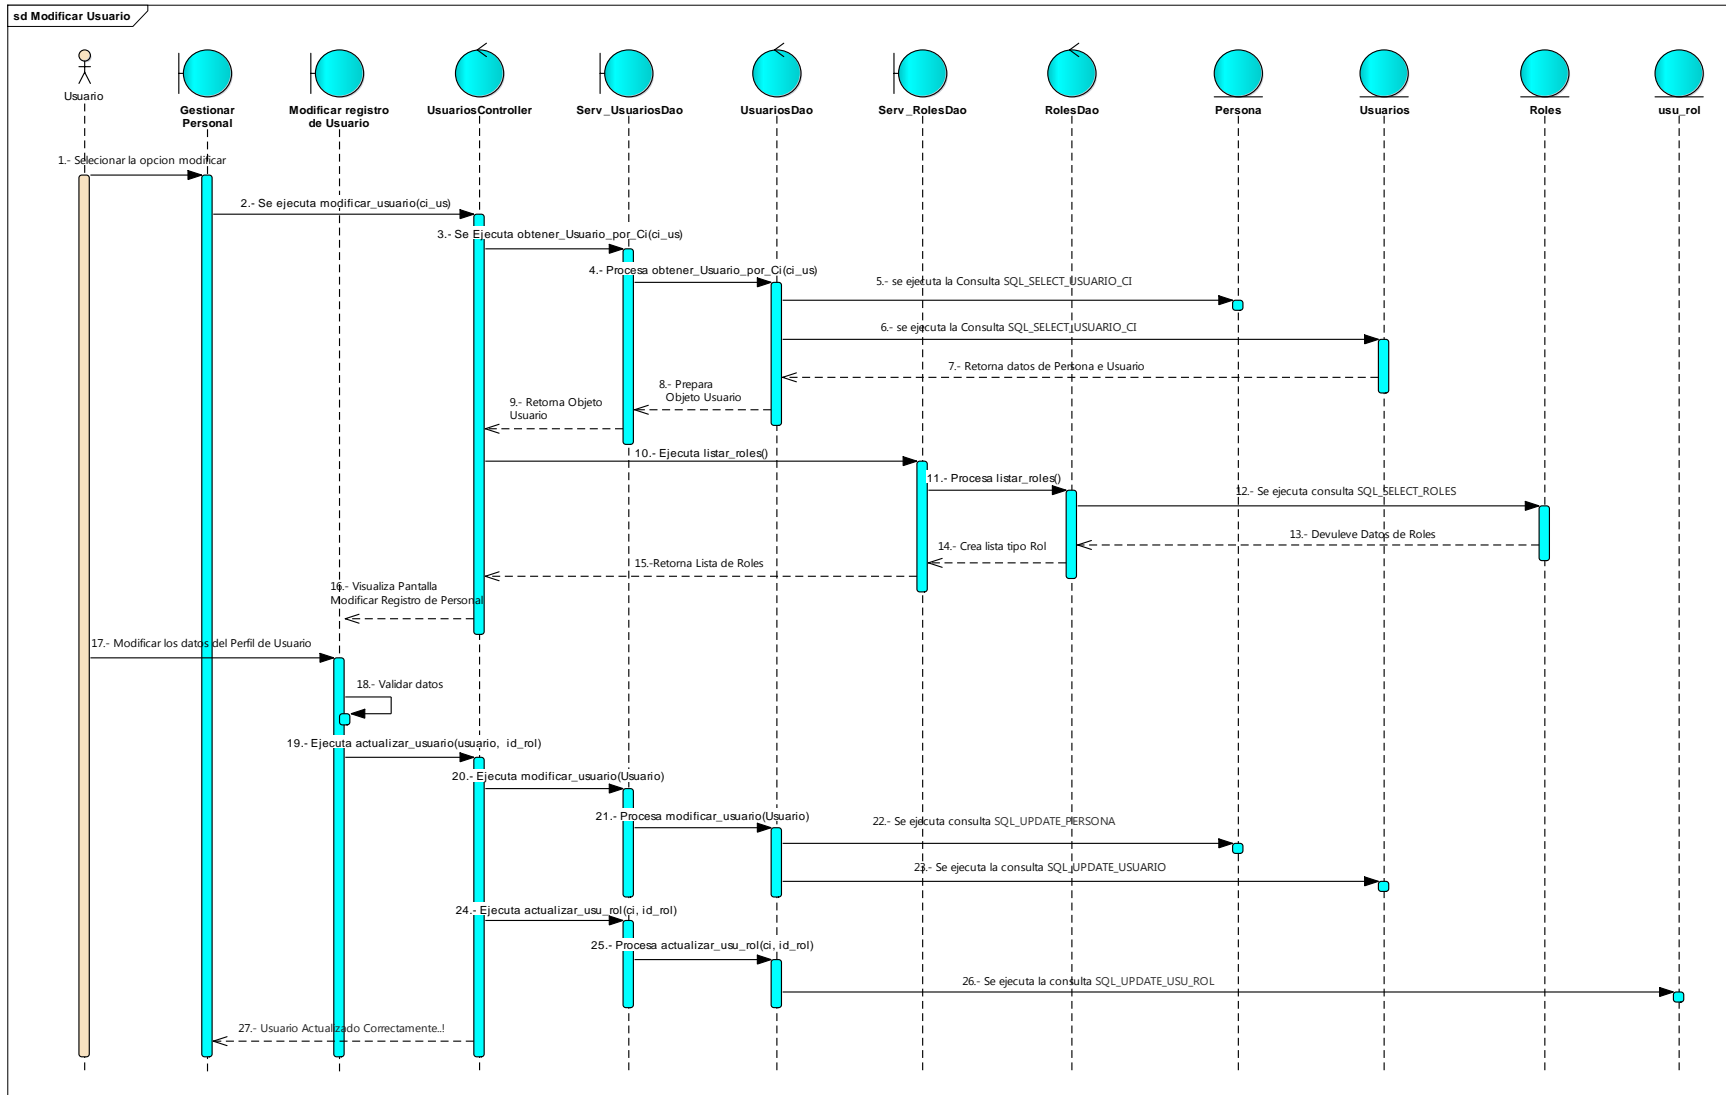 sd Modificar Usuario
Usuario
Gestionar
Personal
Modificar registro
de Usuario
UsuariosController
Serv_UsuariosDao
UsuariosDao
Serv_RolesDao
RolesDao
Persona
Usuarios
Roles
usu_rol
1.- Selecionar la opcion modificar
2.- Se ejecuta modificar_usuario(ci_us)
3.- Se Ejecuta obtener_Usuario_por_Ci(ci_us)
4.- Procesa obtener_Usuario_por_Ci(ci_us)
5.- se ejecuta la Consulta SQL_SELECT_USUARIO_CI
6.- se ejecuta la Consulta SQL_SELECT_USUARIO_CI
7.- Retorna datos de Persona e Usuario
8.- Prepara
Objeto Usuario
9.- Retorna Objeto
Usuario
10.- Ejecuta listar_roles()
11.- Procesa listar_roles()
12.- Se ejecuta consulta SQL_SELECT_ROLES
13.- Devuleve Datos de Roles
14.- Crea lista tipo Rol
15.-Retorna Lista de Roles
16.- Visualiza Pantalla
Modificar Registro de Personal
17.- Modificar los datos del Perfil de Usuario
18.- Validar datos
19.- Ejecuta actualizar_usuario(usuario, id_rol)
20.- Ejecuta modificar_usuario(Usuario)
21.- Procesa modificar_usuario(Usuario)
22.- Se ejecuta consulta SQL_UPDATE_PERSONA
23.- Se ejecuta la consulta SQL_UPDATE_USUARIO
24.- Ejecuta actualizar_usu_rol(ci, id_rol)
25.- Procesa actualizar_usu_rol(ci, id_rol)
26.- Se ejecuta la consulta SQL_UPDATE_USU_ROL
27.- Usuario Actualizado Correctamente..!